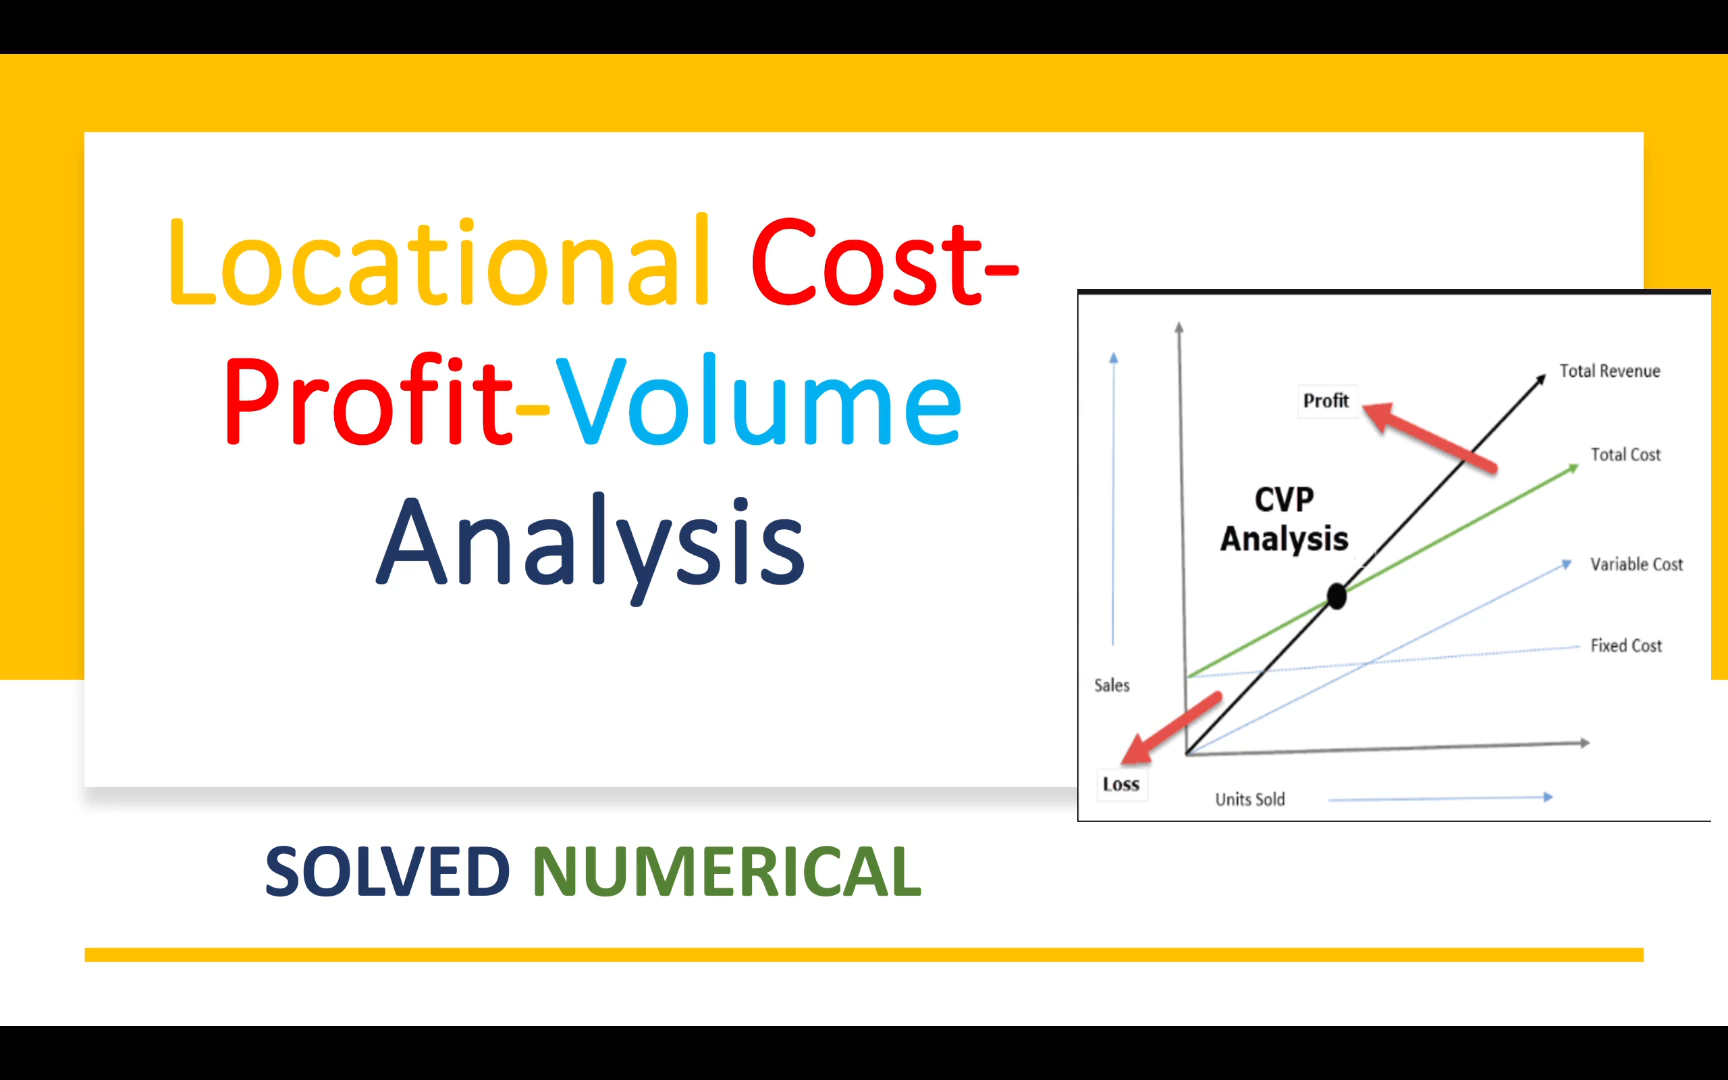 Locational Cost-
Profit-Volume
Analysis
Total Revenue
Profit
Total Cost
CVP
Analysis
Variable Cost
Fixed Cost
Sales
Loss
Units Sold
SOLVED NUMERICAL